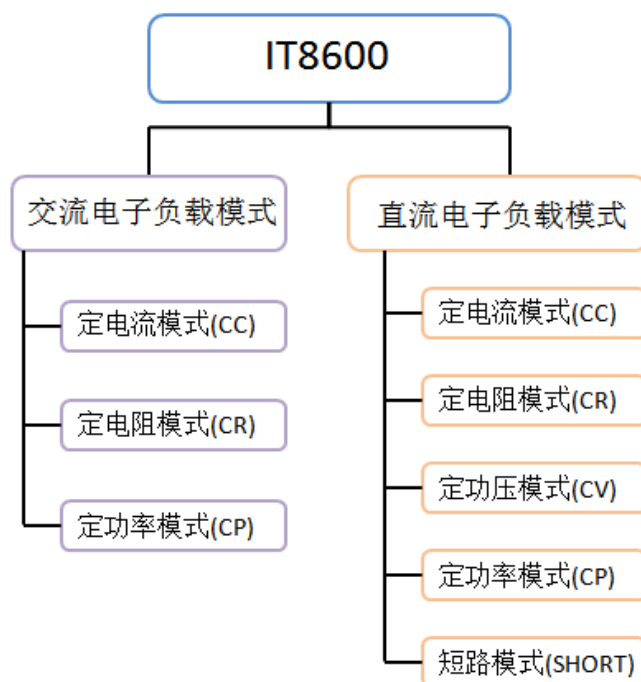 IT8600
交流电子负载模式
定电流模式(CC)
定电阻模式(CR)
定功率模式(CP)
直流电子负载模式
定电流模式(CC)
定电阻模式(CR)
定功压模式(CV)
定功率模式(CP)
短路模式(SHORT)